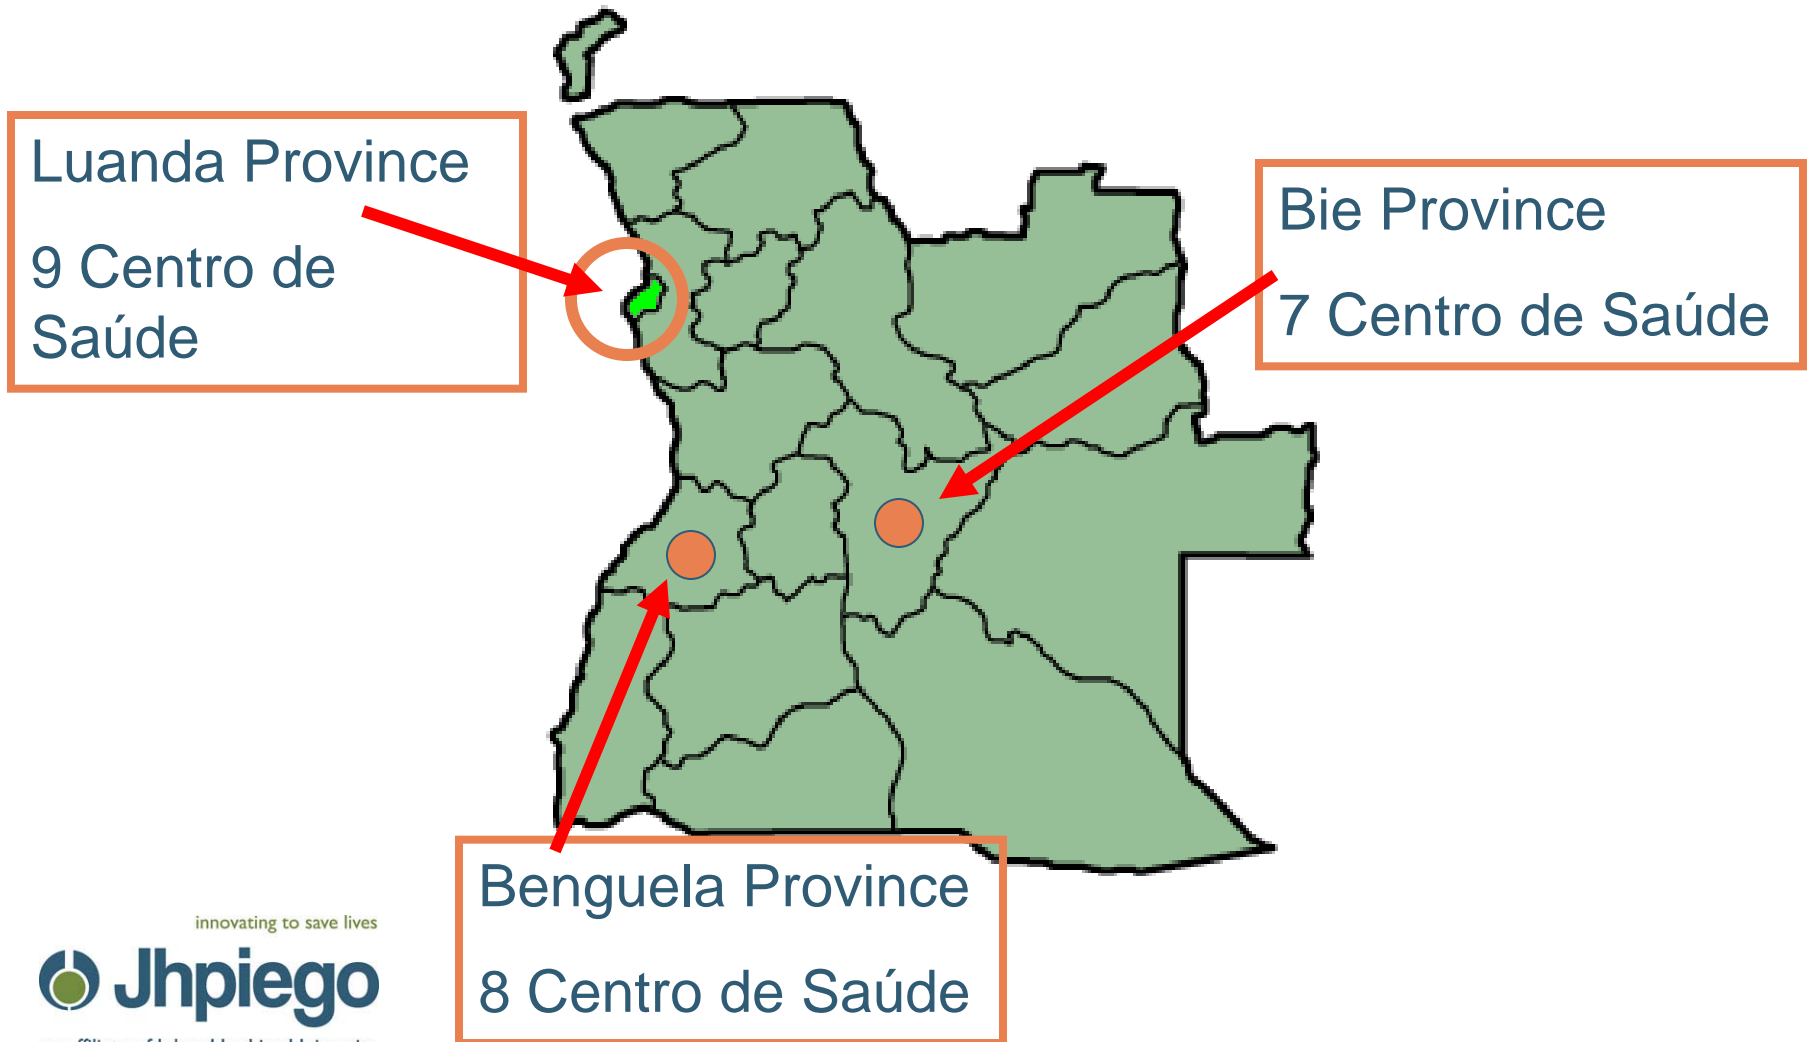 Luanda Province
9 Centro de
Saúde
Bie Province
7 Centro de Saúde
Benguela Province
8 Centro de Saúde
innovating to save lives
Jhpiego